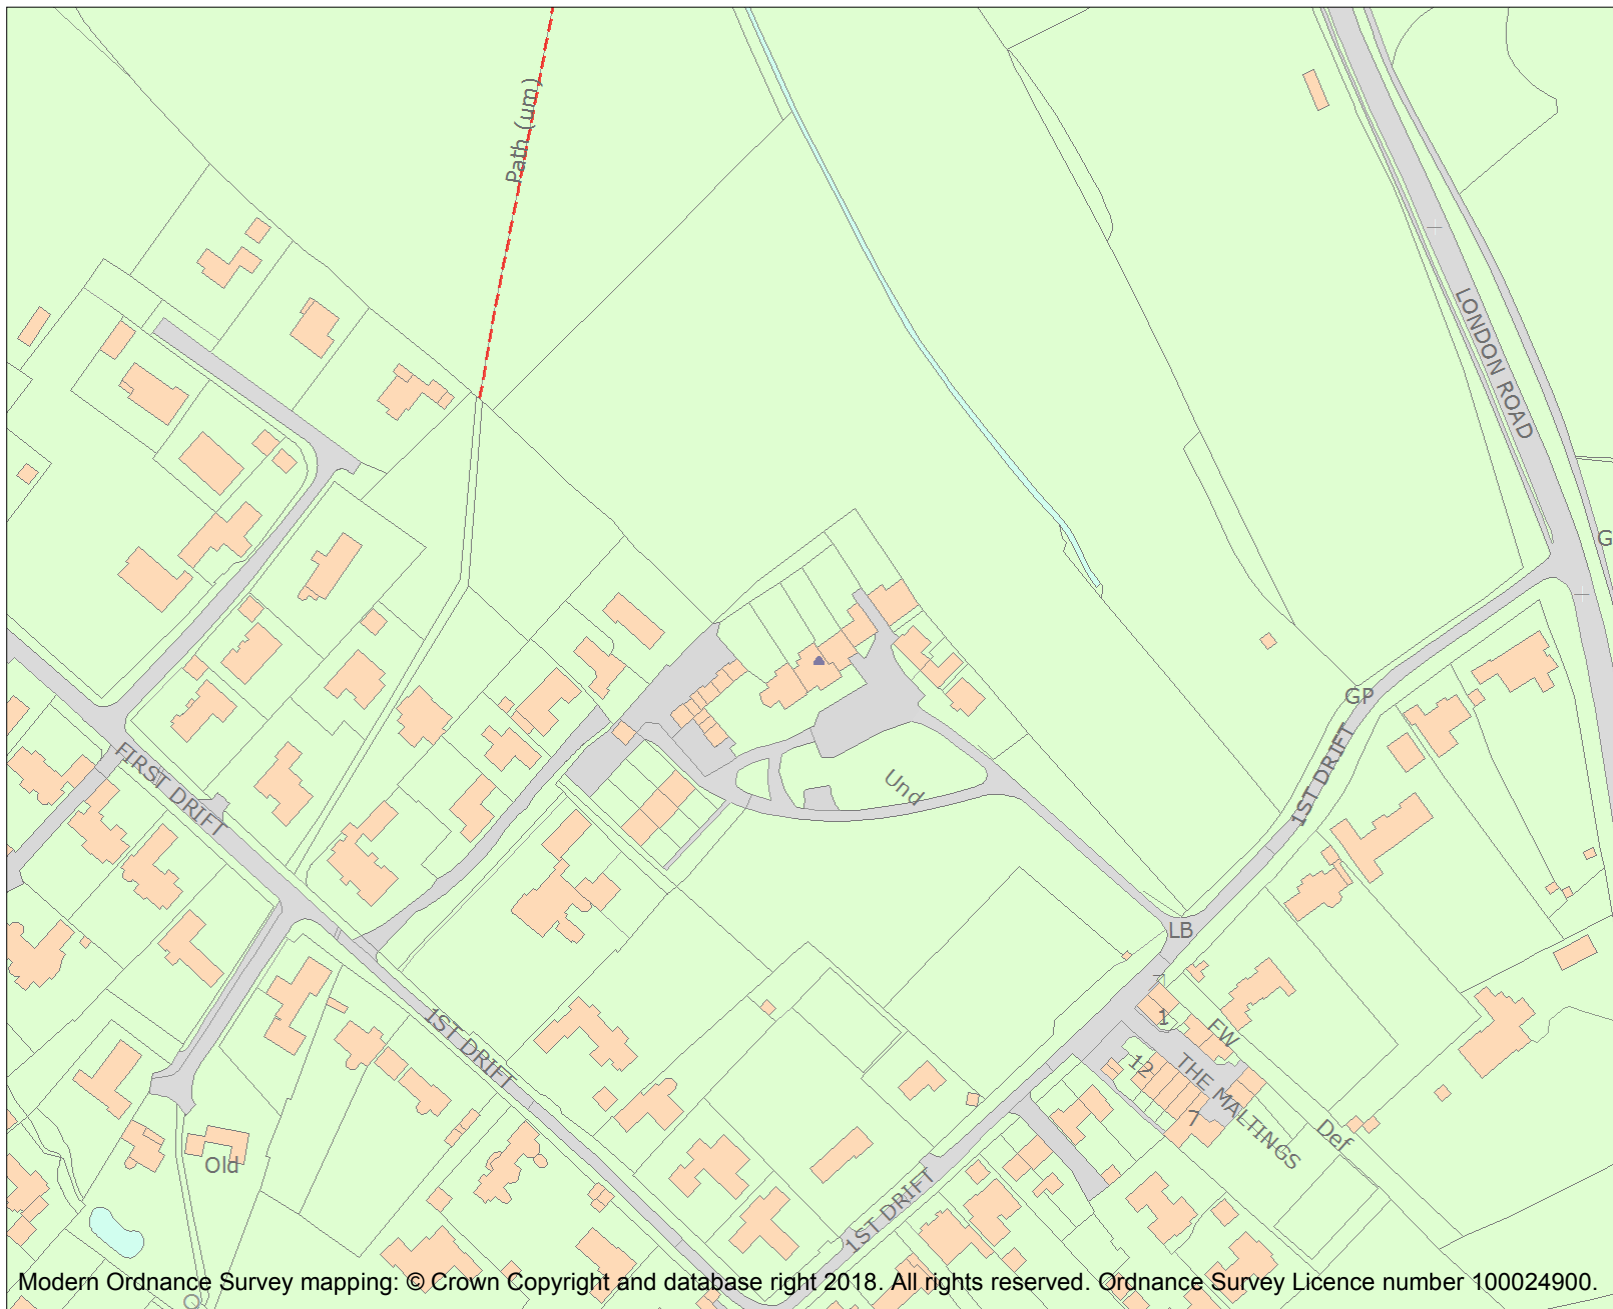 Path (um)
LONDON ROAD
G
GP
1ST DRIFT
FIRST DRIFT
Und
LB
1
FW
12
THE MALTINGS
7
Def
1ST DRIFT
Old
1ST DRIFT
Modern Ordnance Survey mapping: © Crown Copyright and database right 2018. All rights reserved. Ordnance Survey Licence number 100024900.